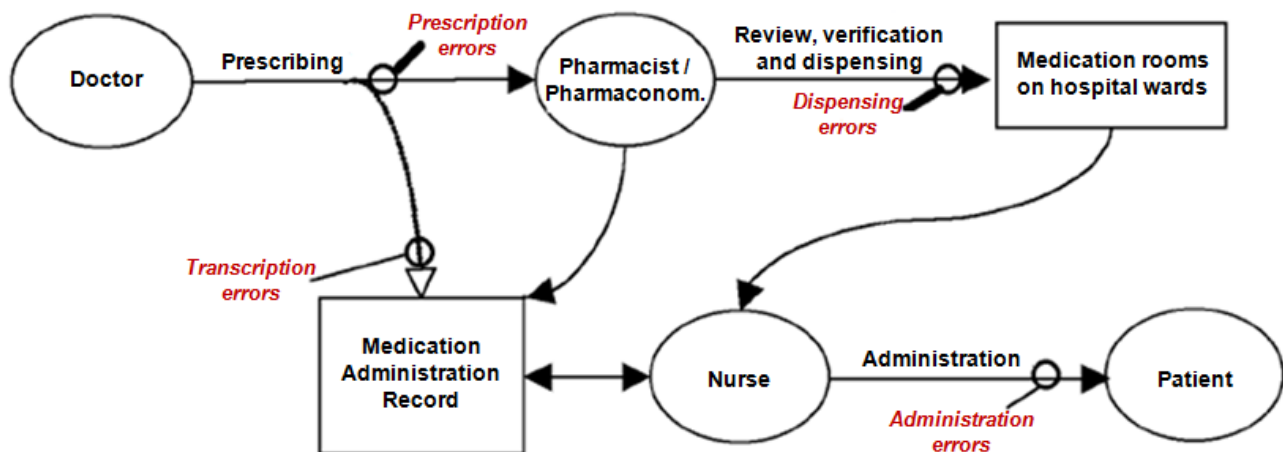 Doctor
Prescribing
Prescription
errors
Pharmacist /
Pharmaconom.
Review, verification
and dispensing
Dispensing
errors
Medication rooms
on hospital wards
Transcription
errors
Medication
Administration
Record
Nurse
Administration
Administration
errors
Patient